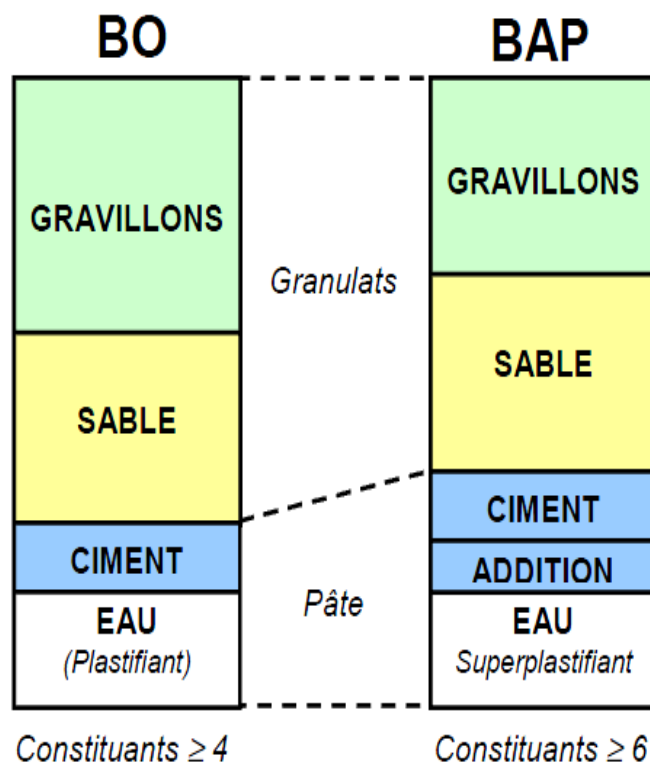 BO
BAP
GRAVILLONS
GRAVILLONS
Granulats
SABLE
SABLE
CIMENT
CIMENT
ADDITION
Pâte
EAU
(Plastifiant)
EAU
Superplastifiant
Constituants ≥ 4
Constituants ≥ 6